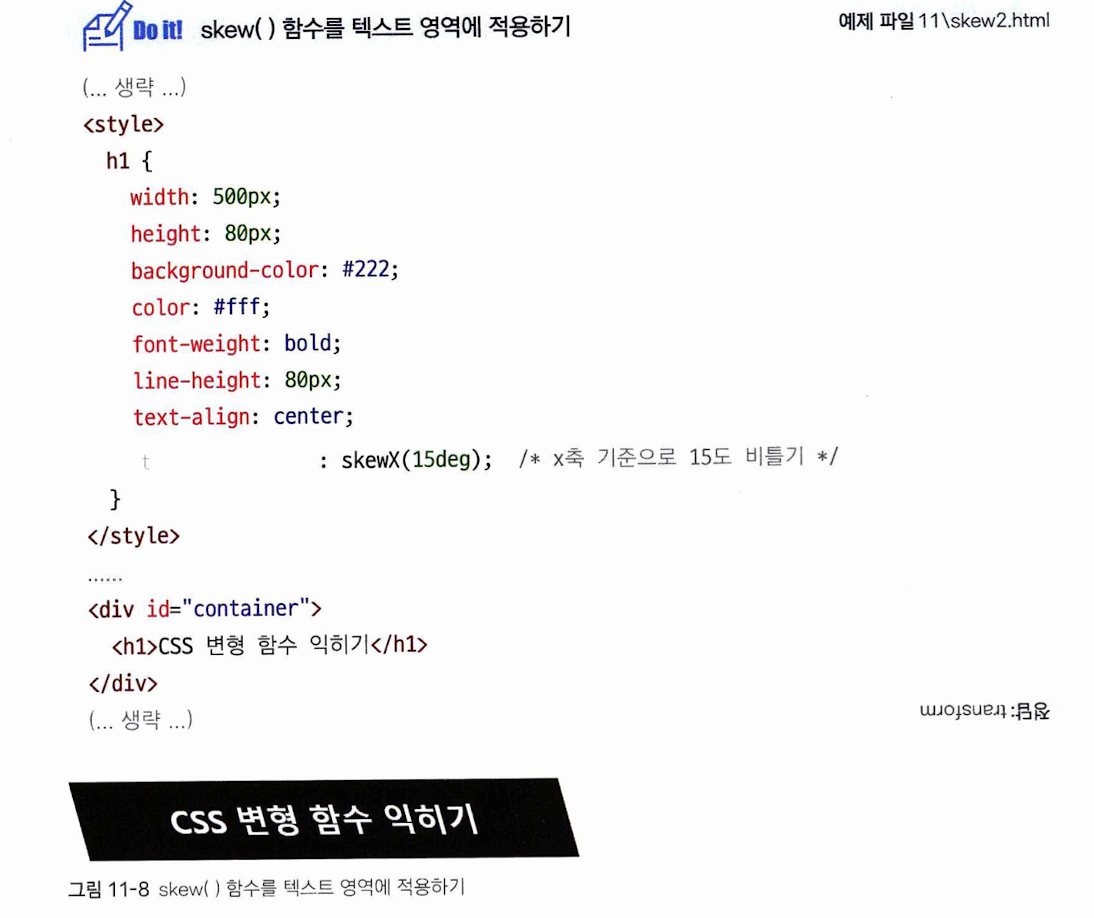 Do it! skew( ) 함수를 텍스트 영역에 적용하기 예제 파일 11\skew2.html
(... 생략 ...)
<style>
h1 {
width: 500px;
height: 80px;
background-color: #222;
color: #fff;
font-weight: bold;
line-height: 80px;
text-align: center;
t : skewX(15deg); /* x축 기준으로 15도 비틀기 */
}
</style>
......
<div id="container">
<h1>CSS 변형 함수 익히기</h1>
</div>
(... 생략 ...)
정답: transform
CSS 변형 함수 익히기
그림 11-8 skew( ) 함수를 텍스트 영역에 적용하기